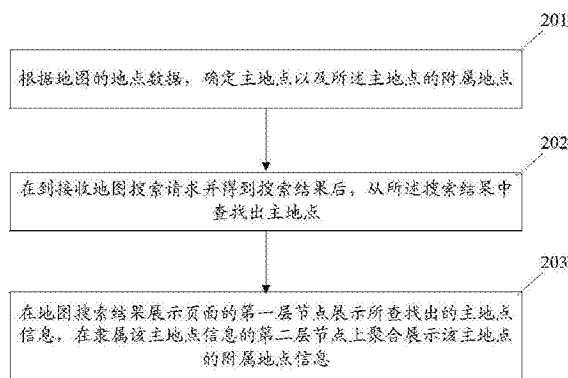 201
根据地图的地点数据，确定主地点以及所述主地点的附属地点
202
在到接收地图搜索请求并得到搜索结果后，从所述搜索结果中
查找出主地点
203
在地图搜索结果展示页面的第一层节点展示所查找出的主地点
信息，在隶属该主地点信息的第二层节点上聚合展示该主地点
的附属地点信息